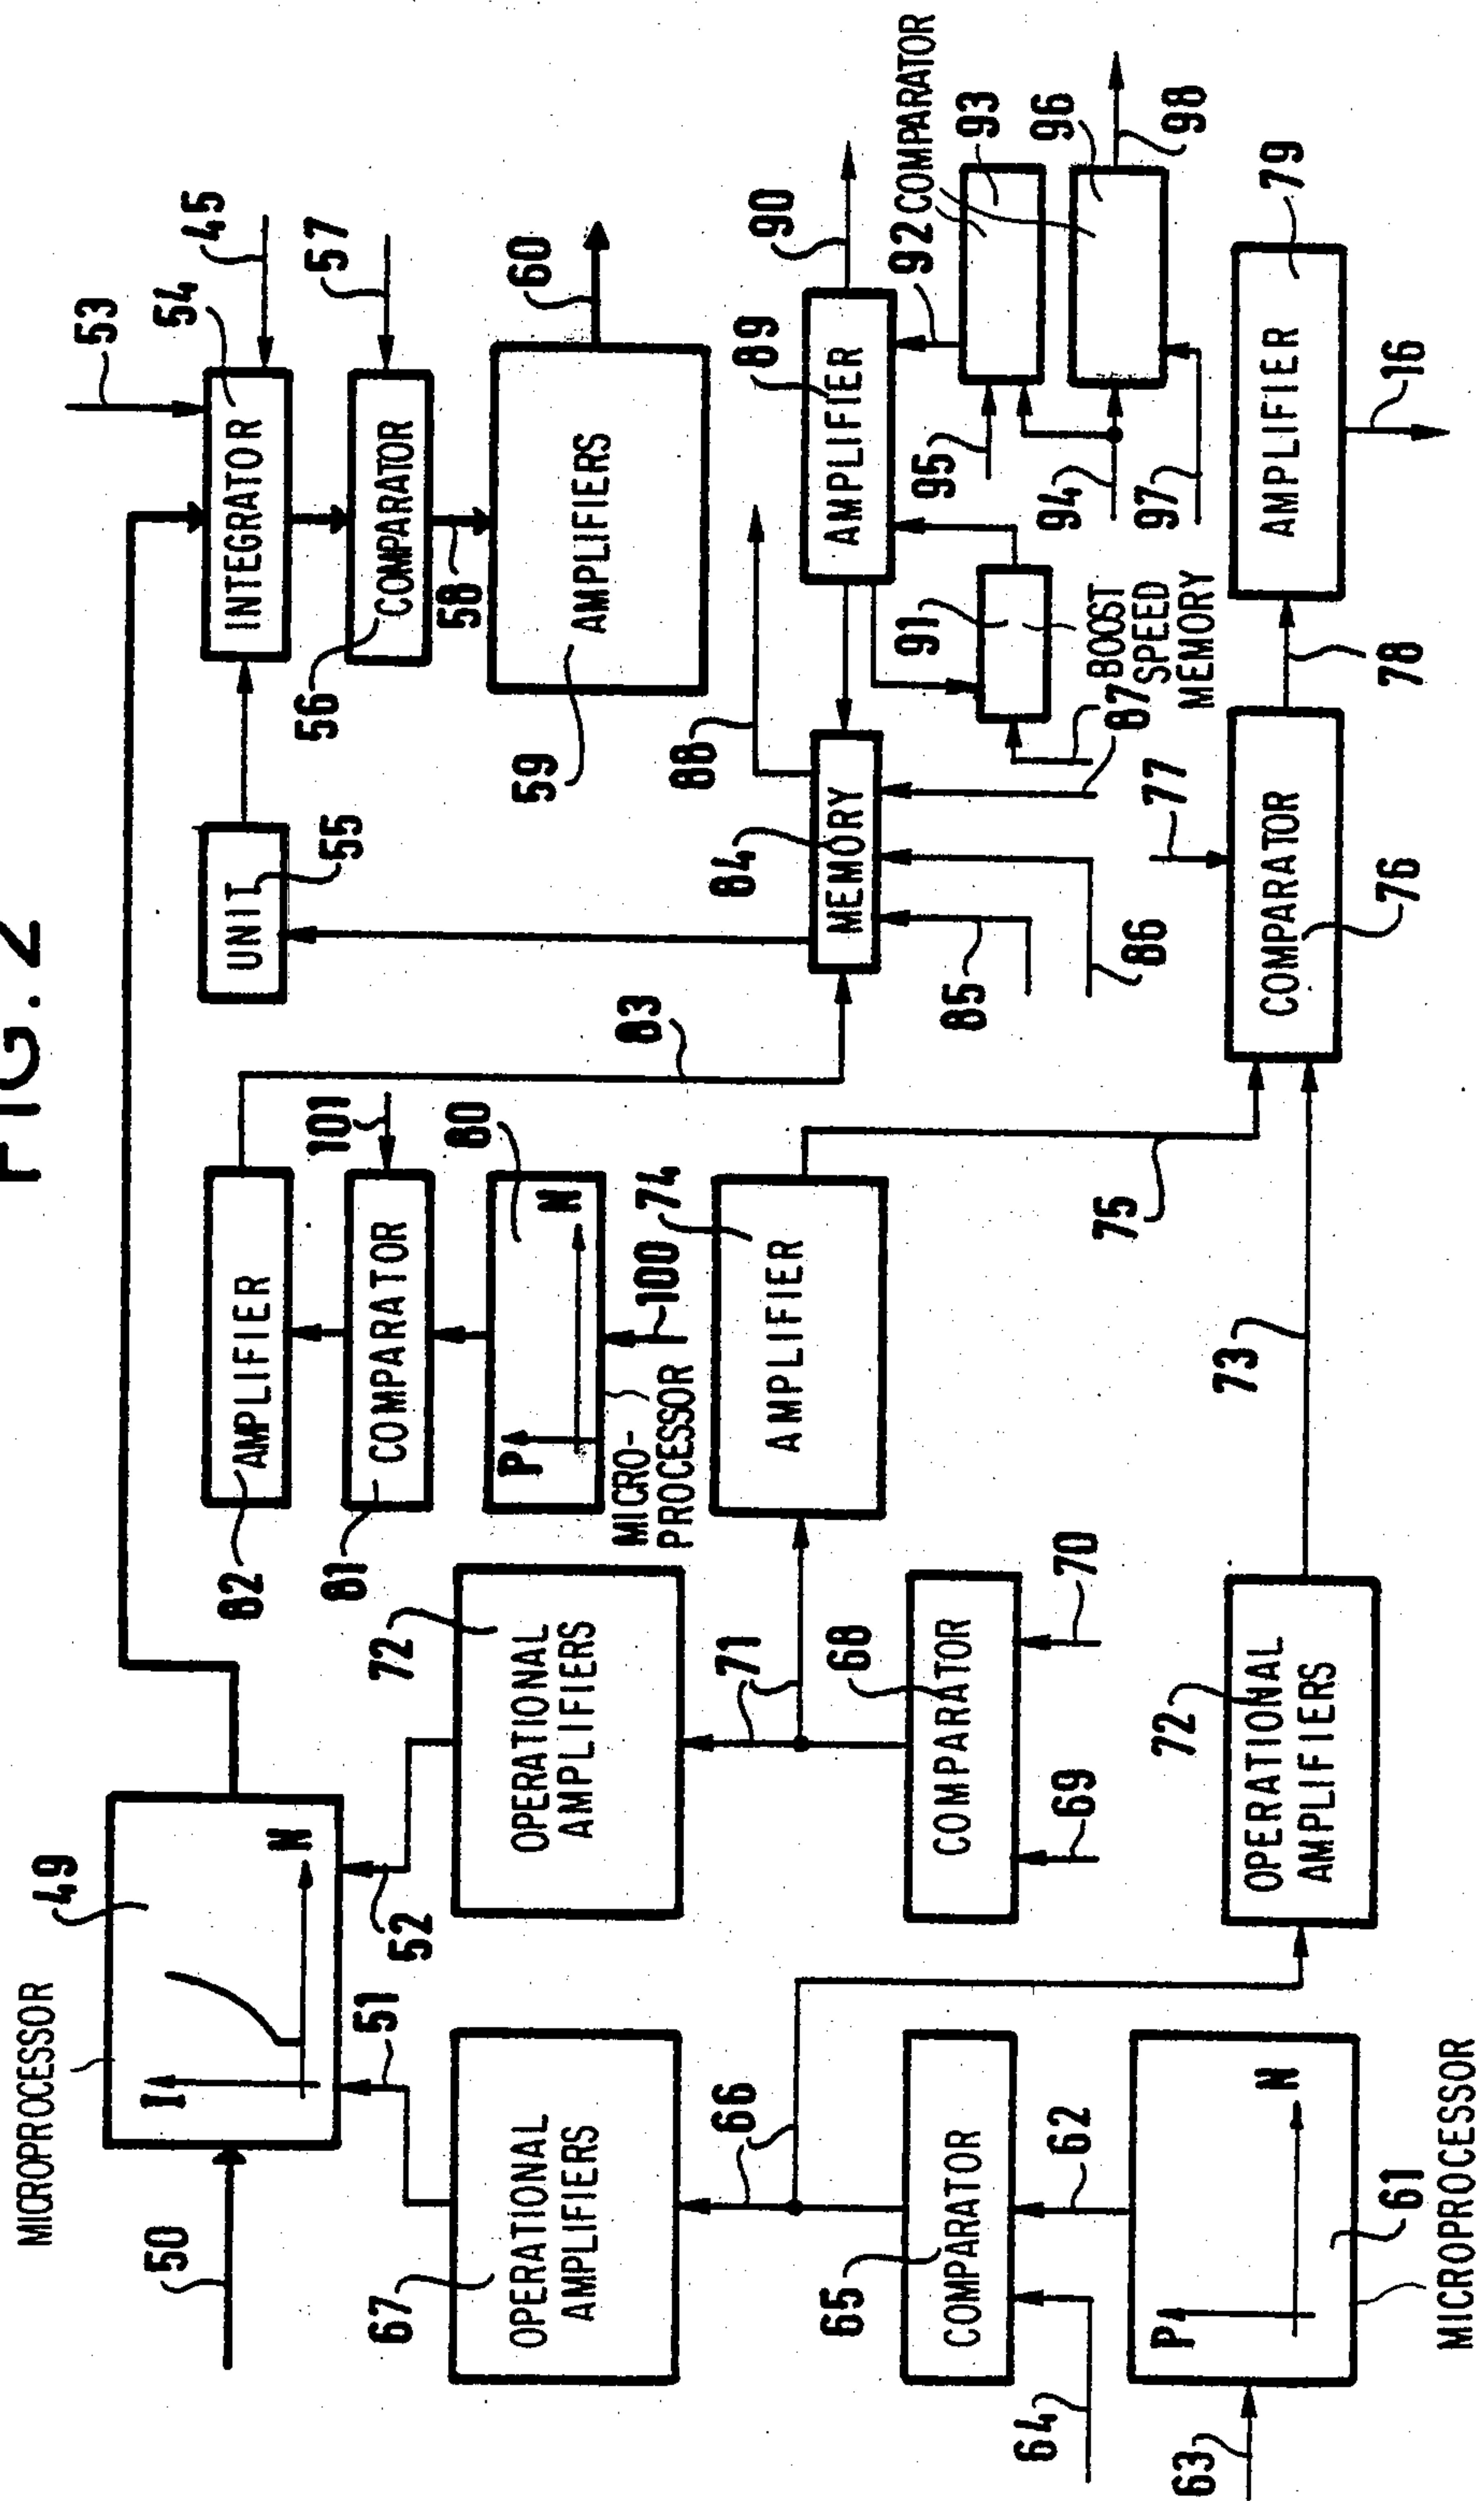 FIG. 2
MICROPROCESSOR
49
50
I
N
51
52
53
54
45
INTEGRATOR
UNIT
55
57
56
COMPARATOR
58
59
AMPLIFIERS
60
82
AMPLIFIER
83
81
COMPARATOR
101
80
P
N
MICRO-
PROCESSOR
100
74
AMPLIFIER
75
67
OPERATIONAL
AMPLIFIERS
72
OPERATIONAL
AMPLIFIERS
66
71
65
COMPARATOR
68
COMPARATOR
69
70
64
62
63
P
N
61
MICROPROCESSOR
72
OPERATIONAL
AMPLIFIERS
73
84
MEMORY
88
85
86
87
89
AMPLIFIER
90
91
BOOST
SPEED
MEMORY
92
COMPARATOR
93
95
94
96
97
98
77
COMPARATOR
76
78
AMPLIFIER
79
16